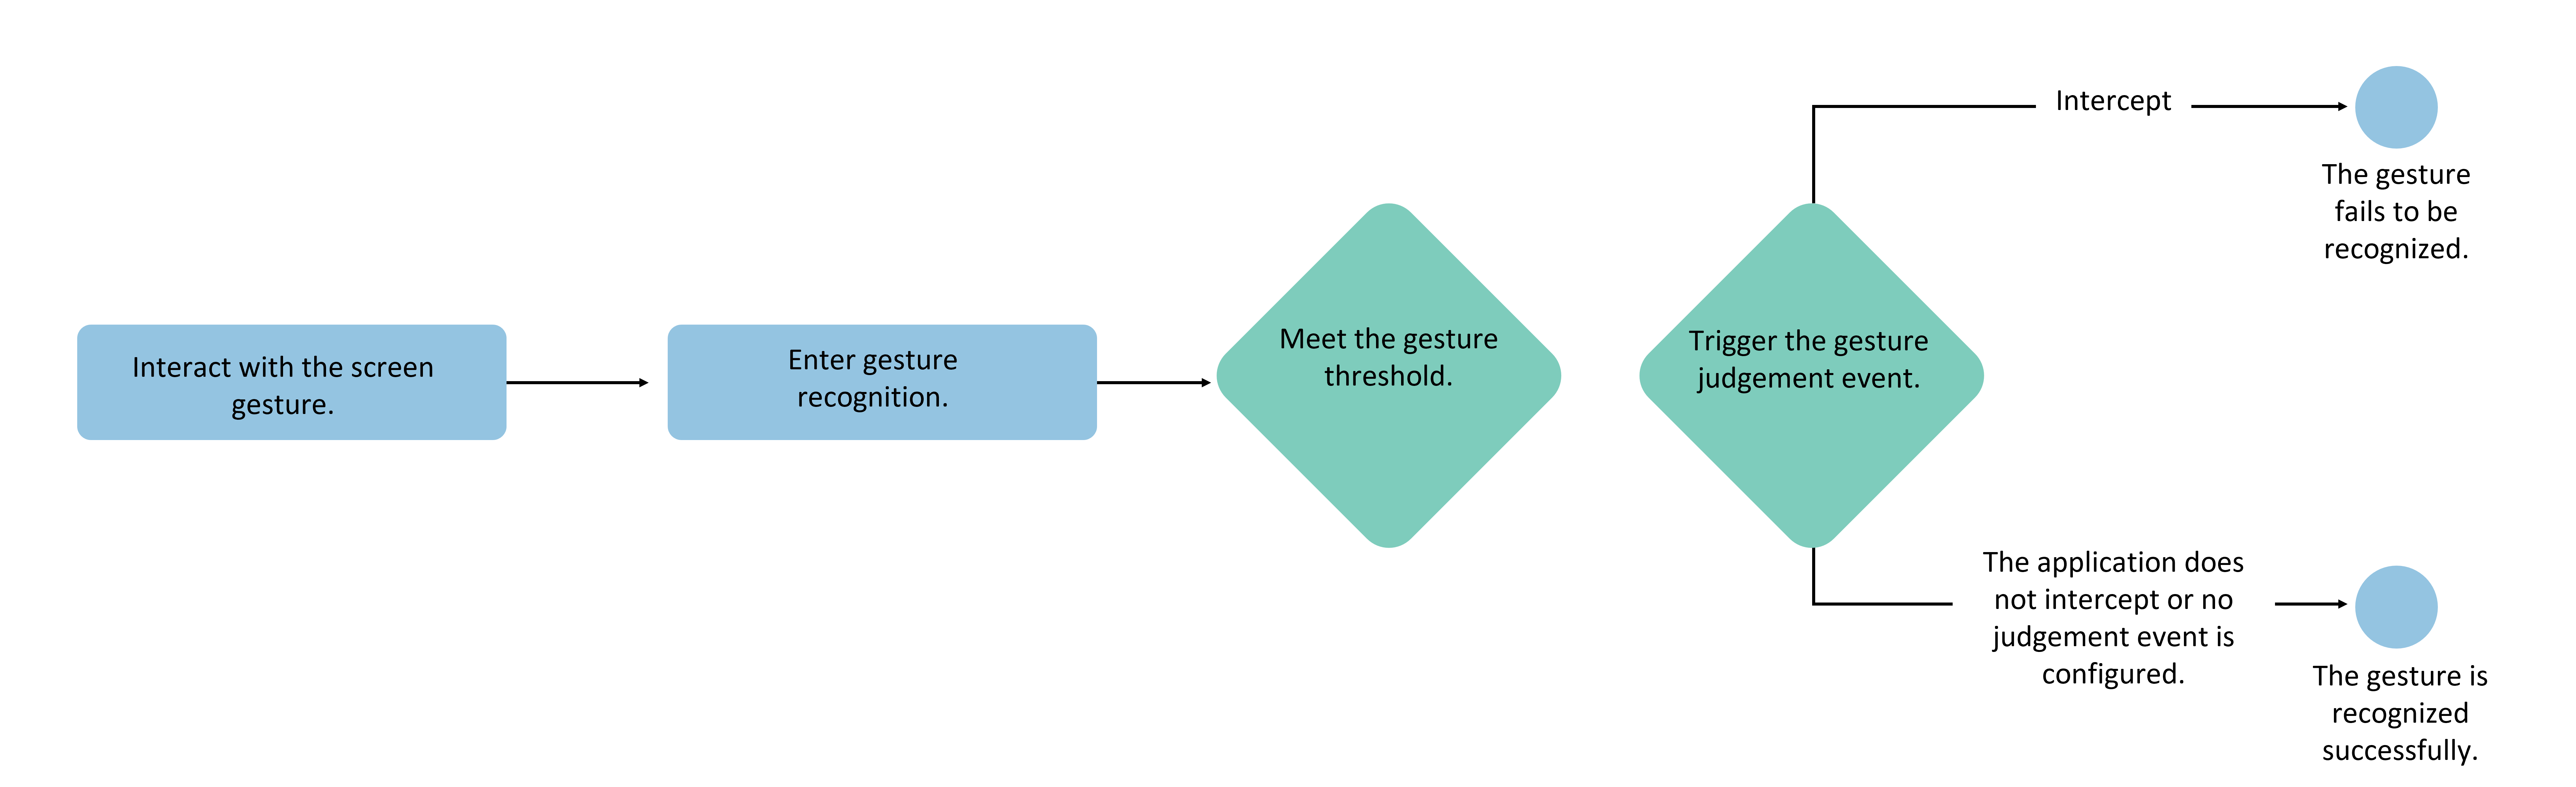 Interact with the screen
gesture.
Enter gesture
recognition.
Meet the gesture
threshold.
Trigger the gesture
judgement event.
Intercept
The gesture
fails to be
recognized.
The application does
not intercept or no
judgement event is
configured.
The gesture is
recognized
successfully.